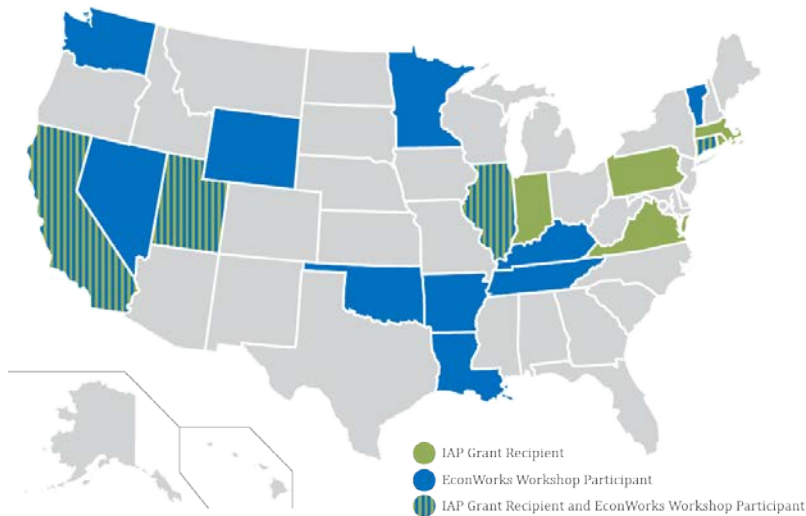 IAP Grant Recipient
EconWorks Workshop Participant
IAP Grant Recipient and EconWorks Workshop Participant